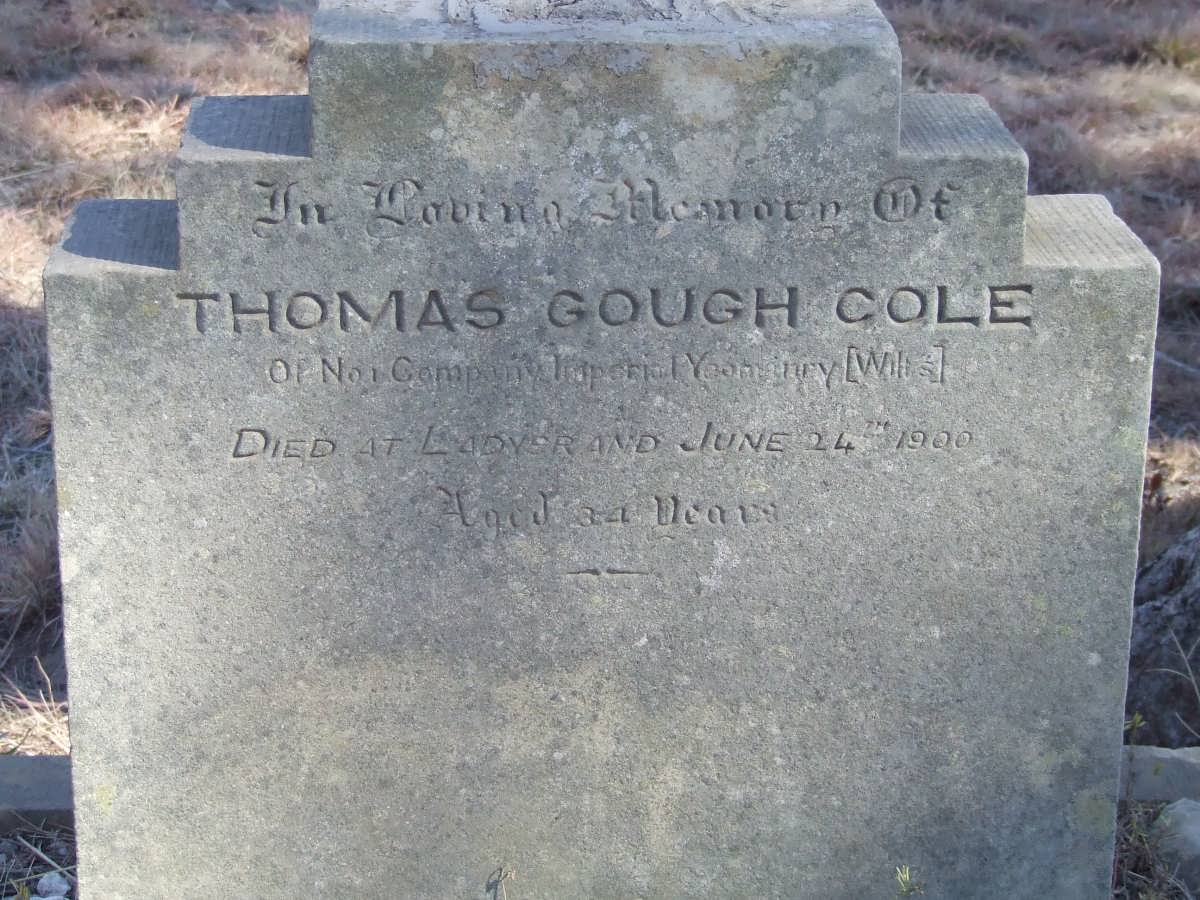 In Loving Memory Of
THOMAS GOUGH COLE
Of No 1 Company Imperial Yeomanry [Wilts]
DIED AT LADYBRAND JUNE 24TH 1900
Aged 34 Years